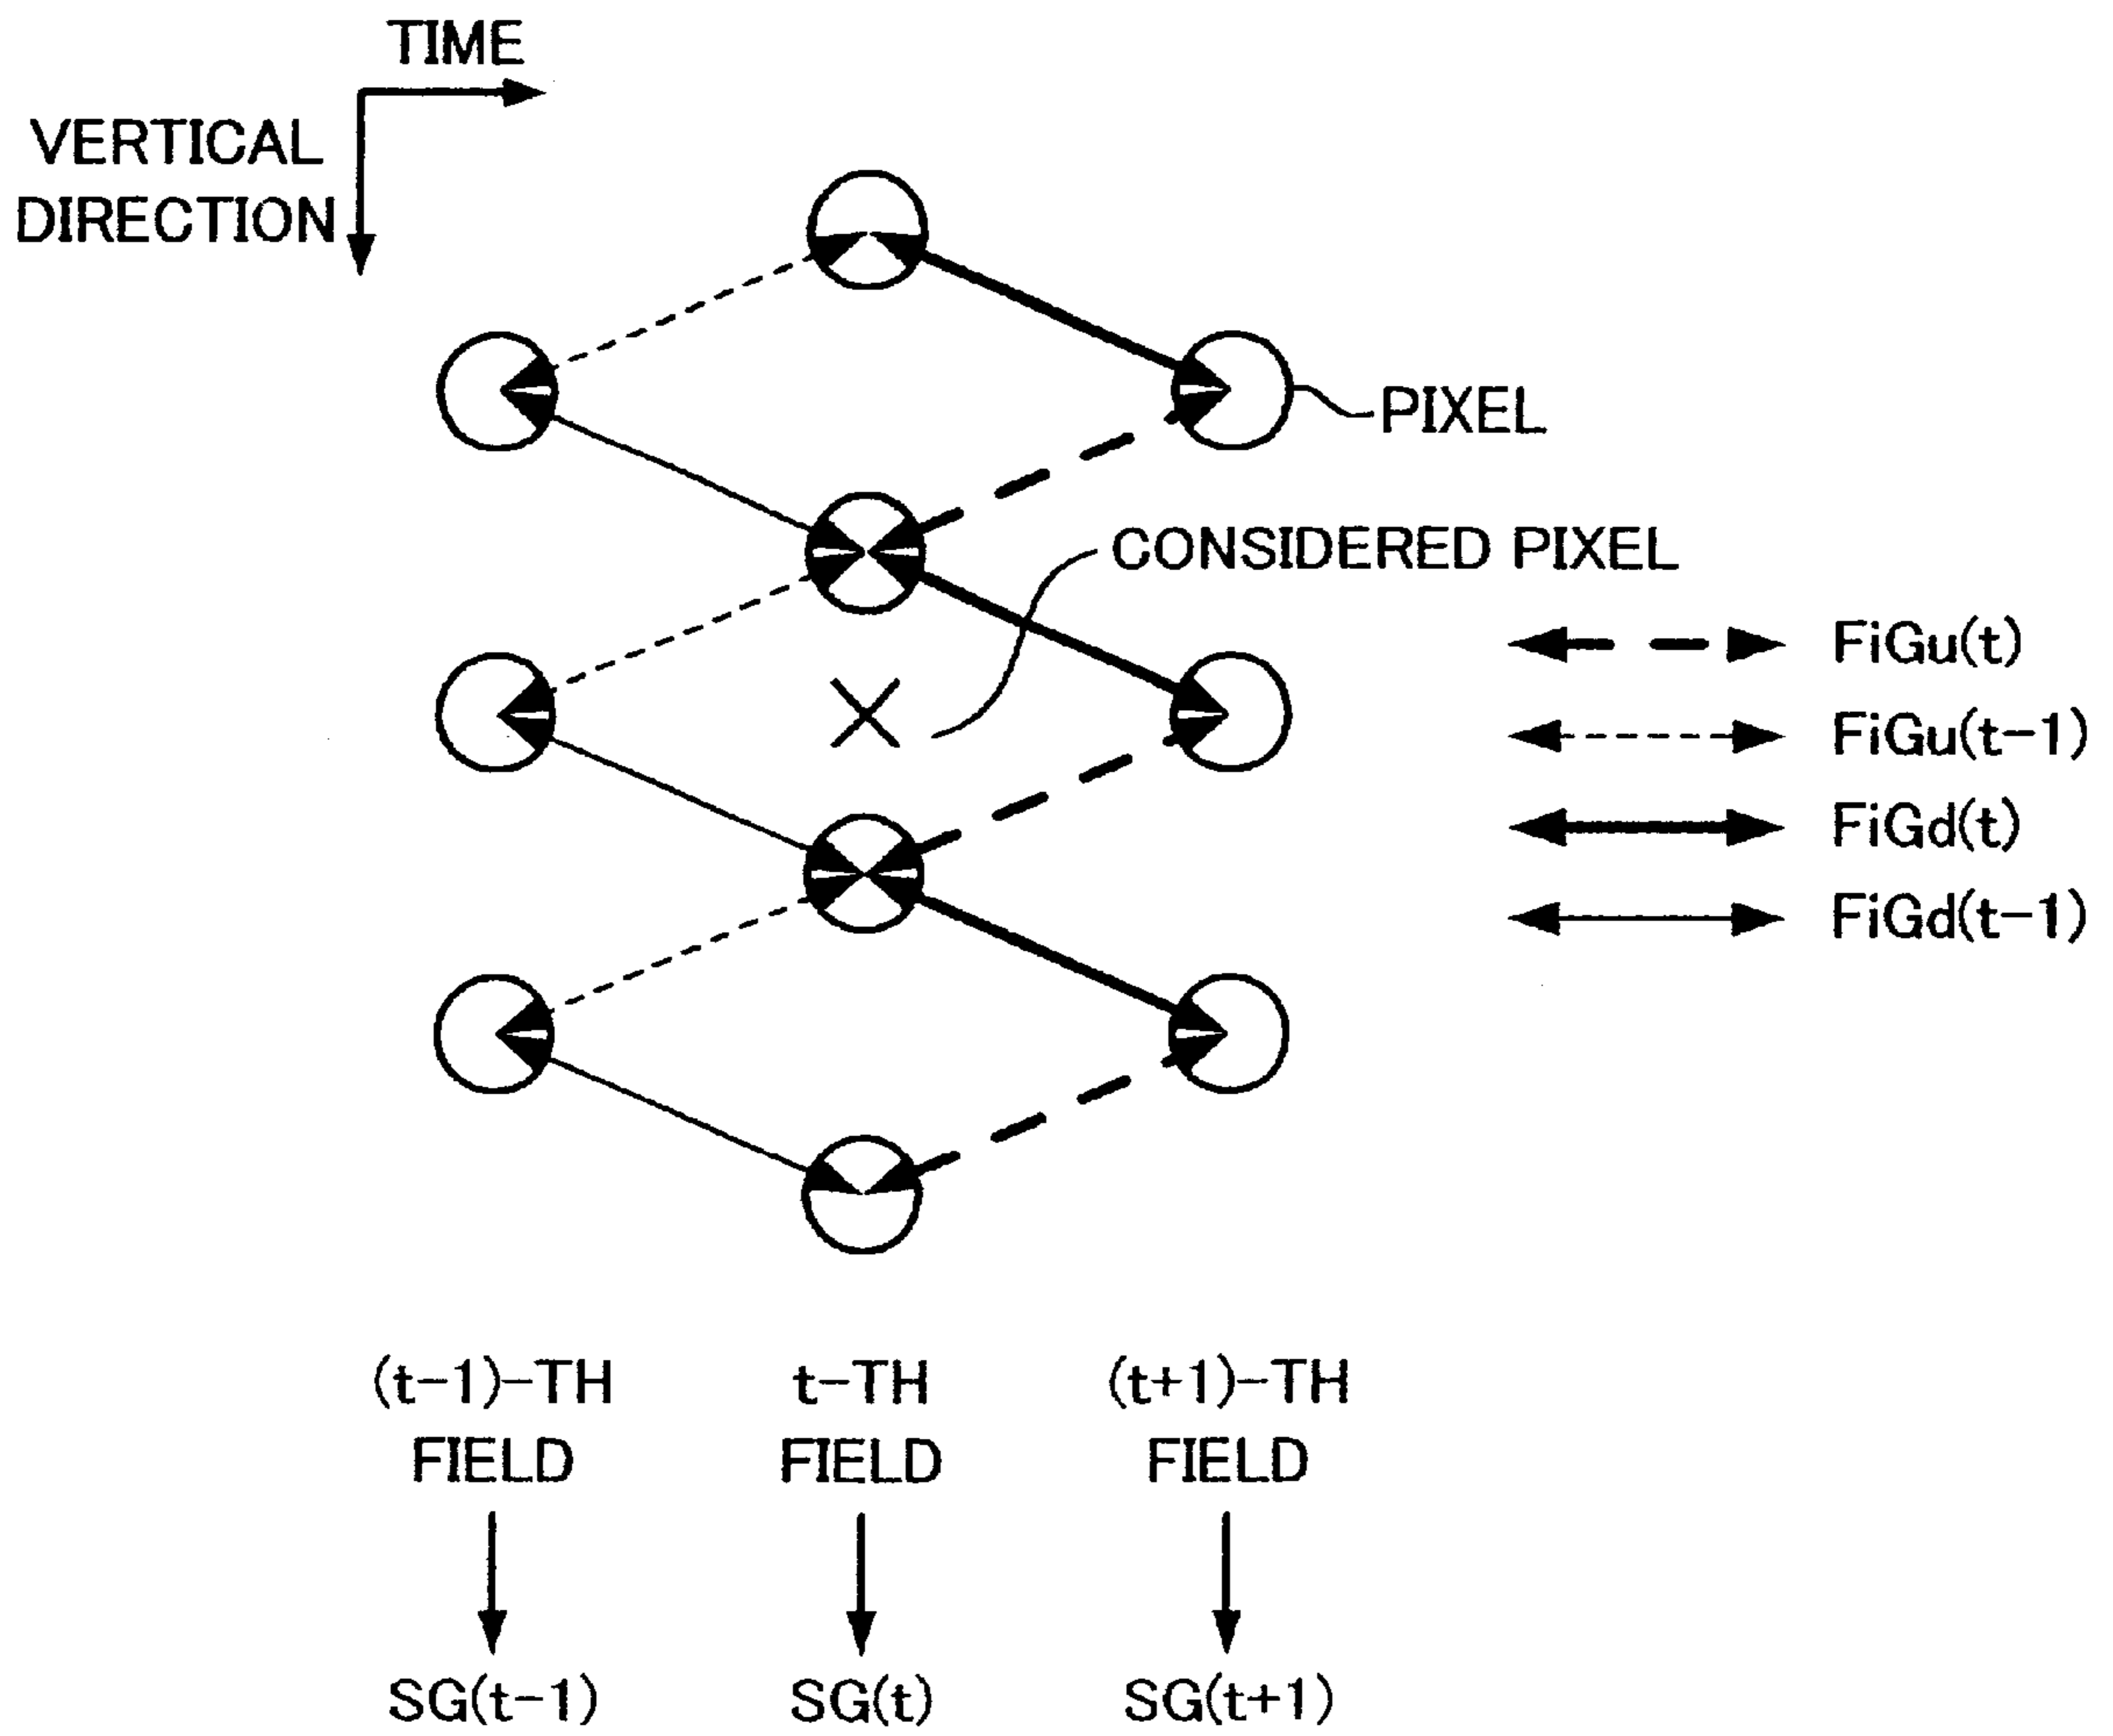 TIME
VERTICAL
DIRECTION
PIXEL
CONSIDERED PIXEL
FiGu(t)
FiGu(t-1)
FiGd(t)
FiGd(t-1)
(t-1)-TH
FIELD
t-TH
FIELD
(t+1)-TH
FIELD
SG(t-1)
SG(t)
SG(t+1)